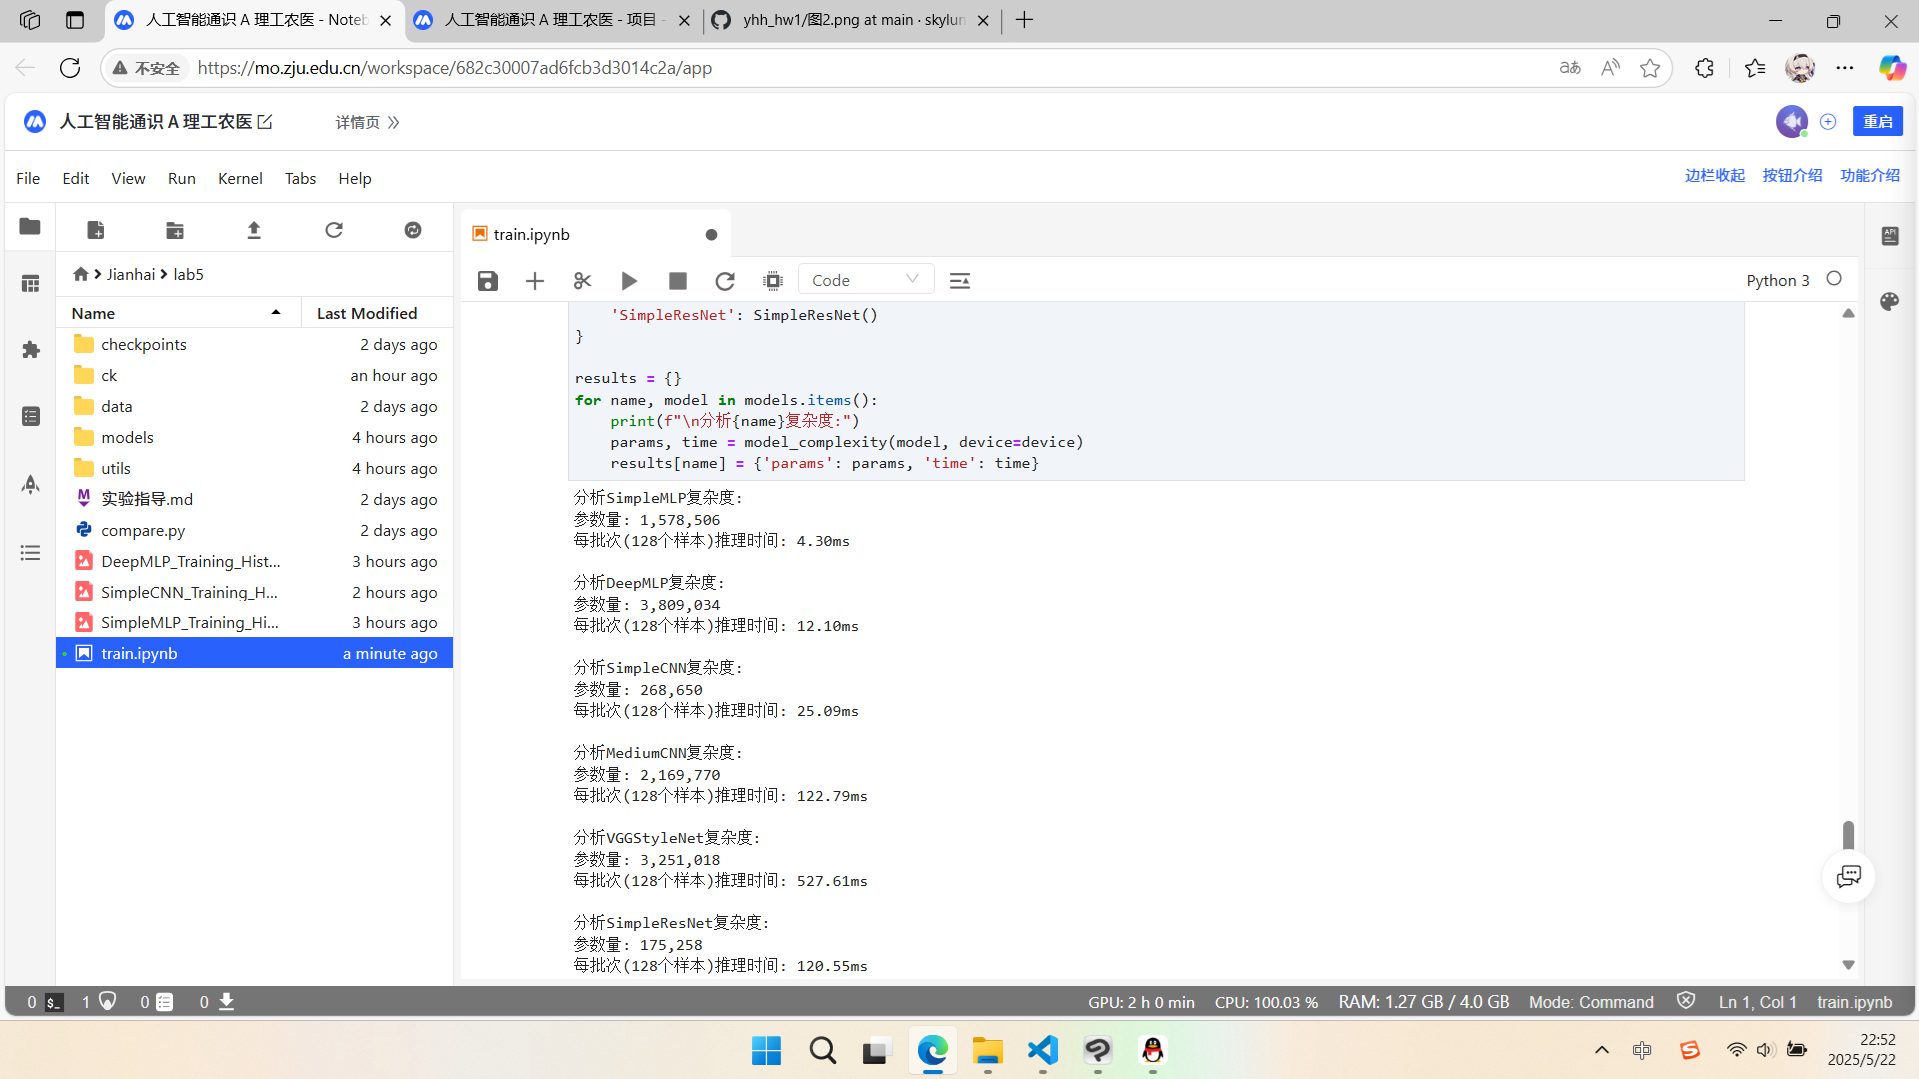 人工智能通识 A 理工农医 - Noteb
人工智能通识 A 理工农医 - 项目 -
yhh_hw1/图2.png at main · skylun
不安全
https://mo.zju.edu.cn/workspace/682c30007ad6fcb3d3014c2a/app
人工智能通识 A 理工农医
详情页
重启
File Edit View Run Kernel Tabs Help
边栏收起 按钮介绍 功能介绍
Jianhai lab5
Name Last Modified
checkpoints 2 days ago
ck an hour ago
data 2 days ago
models 4 hours ago
utils 4 hours ago
实验指导.md 2 days ago
compare.py 2 days ago
DeepMLP_Training_Hist... 3 hours ago
SimpleCNN_Training_H... 2 hours ago
SimpleMLP_Training_Hi... 3 hours ago
train.ipynb a minute ago
train.ipynb
Code
Python 3
API
'SimpleResNet': SimpleResNet()
}
results = {}
for name, model in models.items():
print(f"\n分析{name}复杂度:")
params, time = model_complexity(model, device=device)
results[name] = {'params': params, 'time': time}
分析SimpleMLP复杂度:
参数量: 1,578,506
每批次(128个样本)推理时间: 4.30ms
分析DeepMLP复杂度:
参数量: 3,809,034
每批次(128个样本)推理时间: 12.10ms
分析SimpleCNN复杂度:
参数量: 268,650
每批次(128个样本)推理时间: 25.09ms
分析MediumCNN复杂度:
参数量: 2,169,770
每批次(128个样本)推理时间: 122.79ms
分析VGGStyleNet复杂度:
参数量: 3,251,018
每批次(128个样本)推理时间: 527.61ms
分析SimpleResNet复杂度:
参数量: 175,258
每批次(128个样本)推理时间: 120.55ms
0 1 0 0
GPU: 2 h 0 min CPU: 100.03 % RAM: 1.27 GB / 4.0 GB Mode: Command Ln 1, Col 1 train.ipynb
中
22:52
2025/5/22